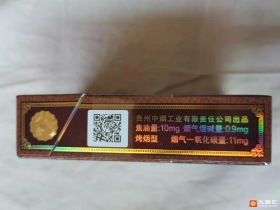 贵州中烟工业有限责任公司出品
焦油量:10mg 烟气烟碱量:0.9mg
烤烟型 烟气一氧化碳量:11mg